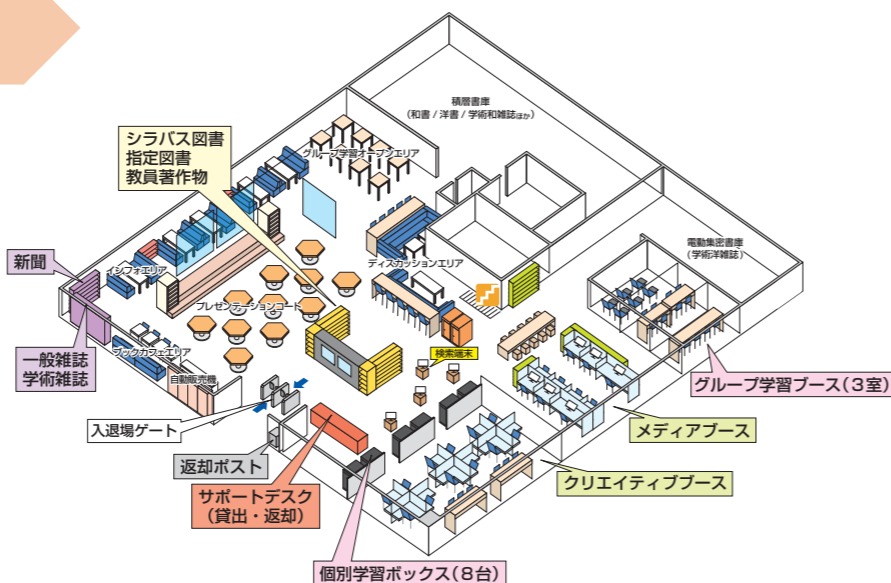 積層書庫
（和書 / 洋書 / 学術和雑誌ほか）
シラバス図書
指定図書
教員著作物
グループ学習オープンエリア
電動集密書庫
（学術洋雑誌）
新聞
インフォエリア
ディスカッションエリア
プレゼンテーションコート
一般雑誌
学術雑誌
ブックカフェエリア
検索端末
自動販売機
グループ学習ブース（3室）
入退場ゲート
メディアブース
返却ポスト
クリエイティブブース
サポートデスク
（貸出・返却）
個別学習ボックス（8台）